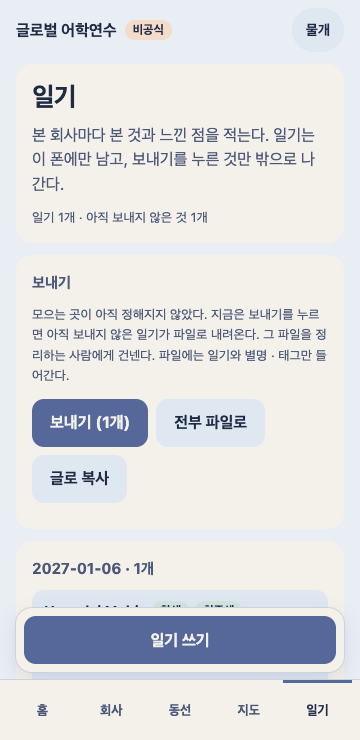 글로벌 어학연수 비공식 물개
일기
본 회사마다 본 것과 느낀 점을 적는다. 일기는
이 폰에만 남고, 보내기를 누른 것만 밖으로 나
간다.
일기 1개 · 아직 보내지 않은 것 1개
보내기
모으는 곳이 아직 정해지지 않았다. 지금은 보내기를 누르
면 아직 보내지 않은 일기가 파일로 내려온다. 그 파일을 정
리하는 사람에게 건넨다. 파일에는 일기와 별명 · 태그만 들
어간다.
보내기 (1개) 전부 파일로
글로 복사
2027-01-06 · 1개
일기 쓰기
홈 회사 동선 지도 일기